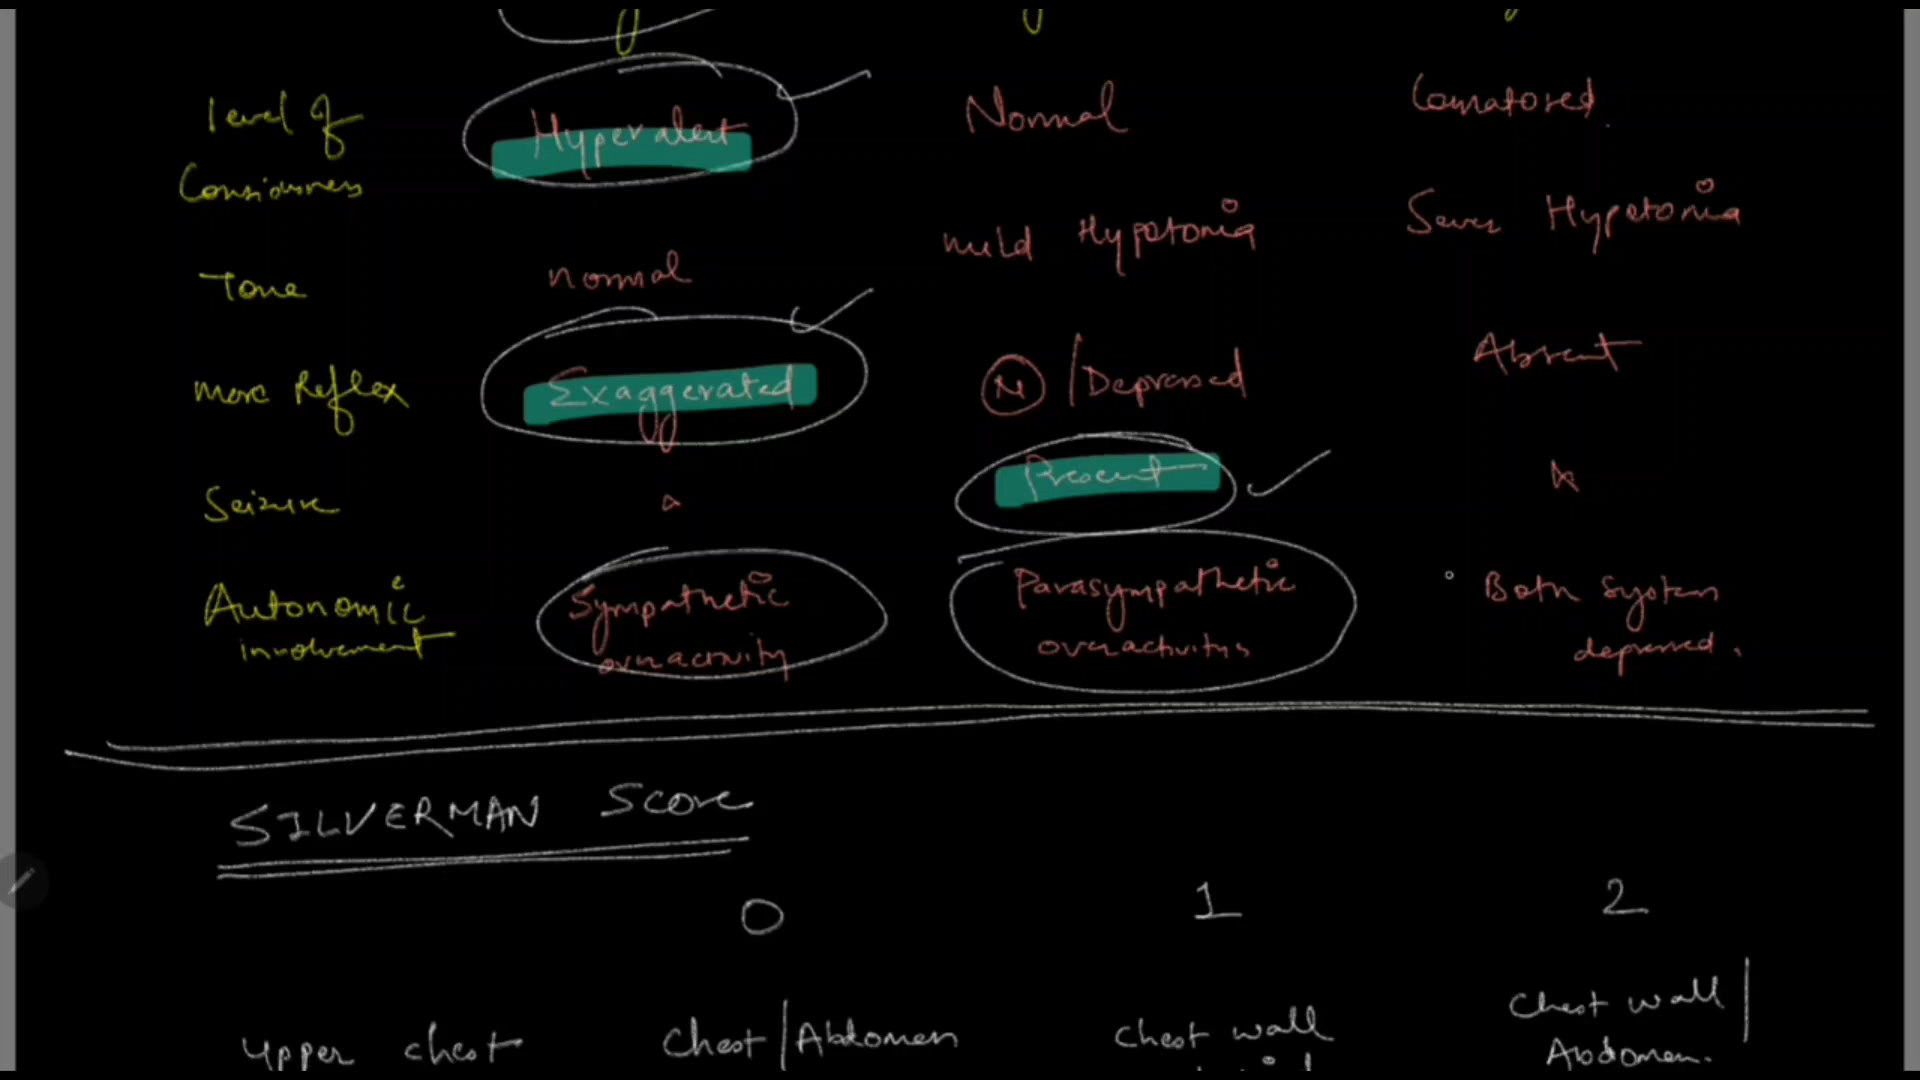 Level of Hyperalert Normal Comatosed.
Consiousness
Tone normal mild Hypotonia Sever Hypotonia
Moro Reflex Exaggerated N/Depressed Absent
Seizure Present
Autonomic Sympathetic Parasympathetic Both system
involvement overactivity overactivity depressed.
SILVERMAN Score
0 1 2
Upper chest Chest/Abdomen Chest wall Chest wall/
Abdomen.